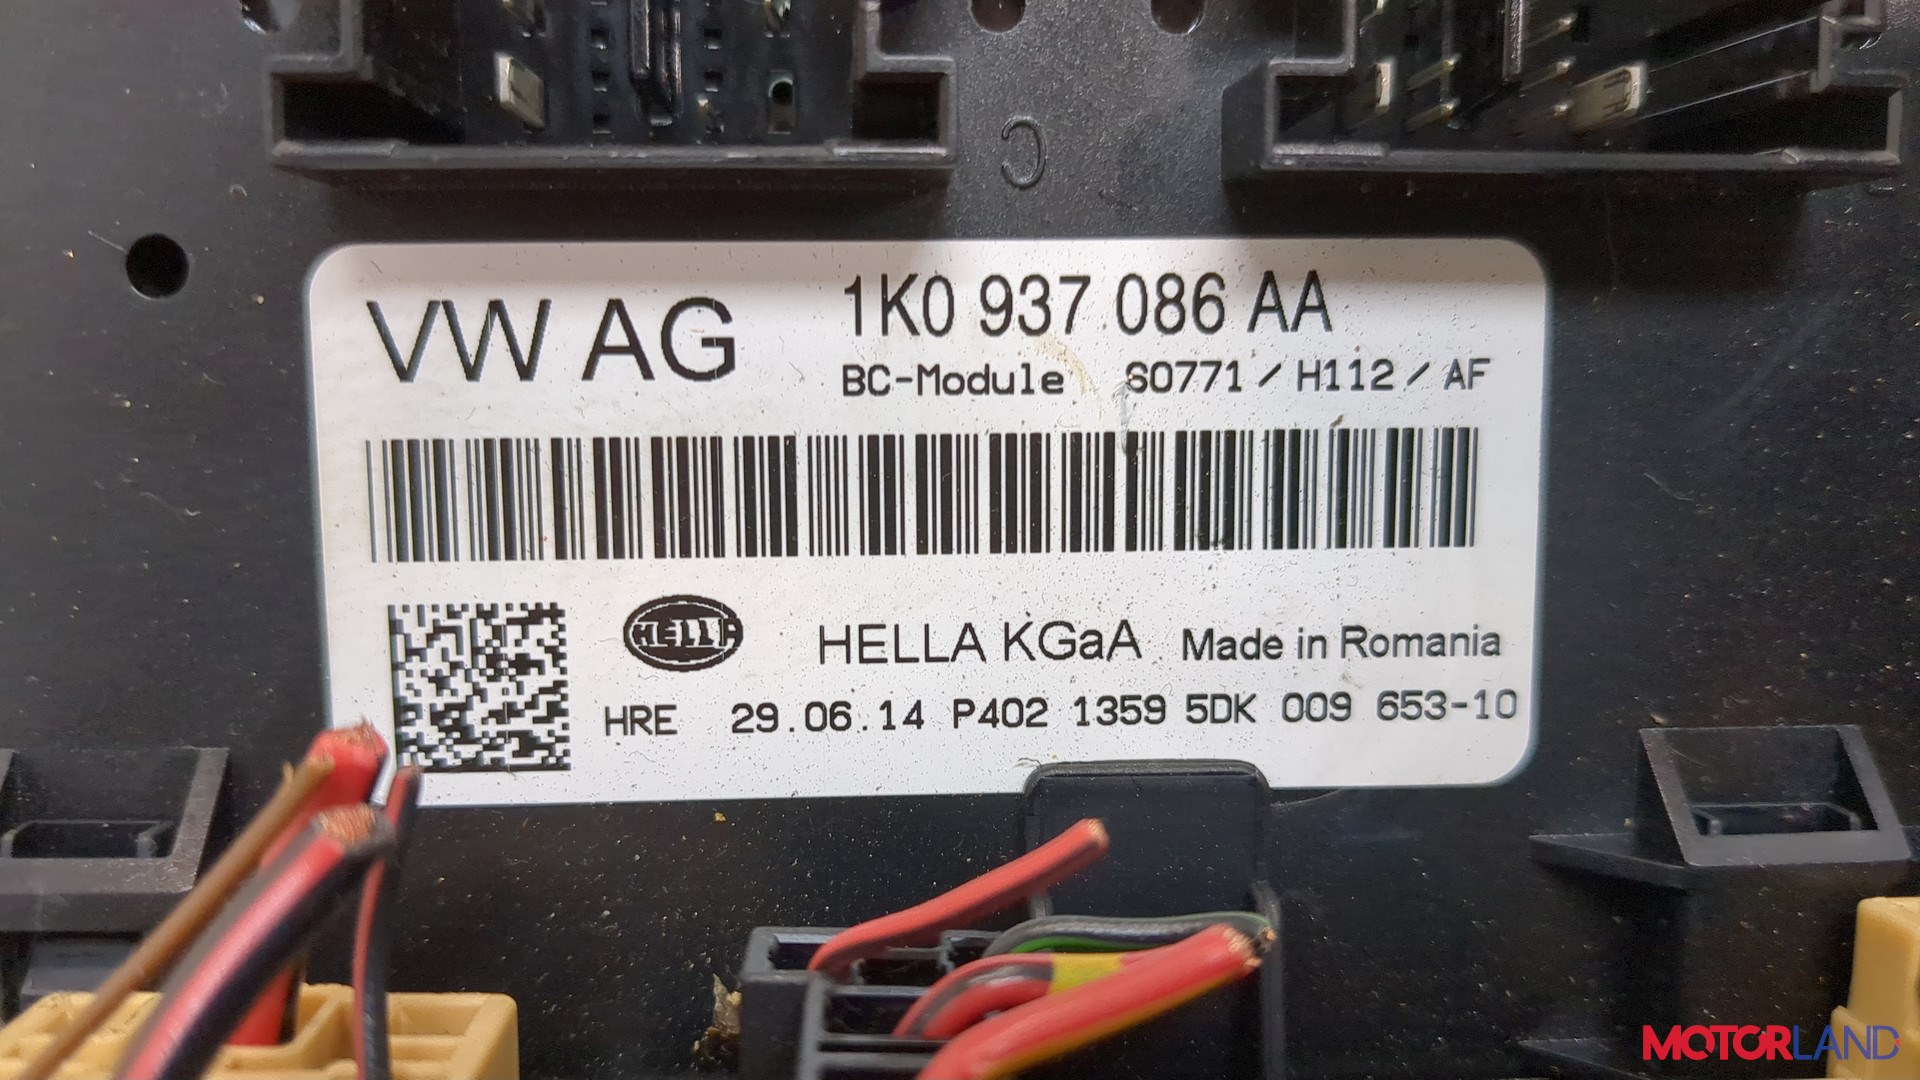 C
VW AG 1K0 937 086 AA
BC-Module S0771 / H112 / AF
HELLA
HELLA KGaA Made in Romania
HRE 29.06.14 P402 1359 5DK 009 653-10
MOTORLAND